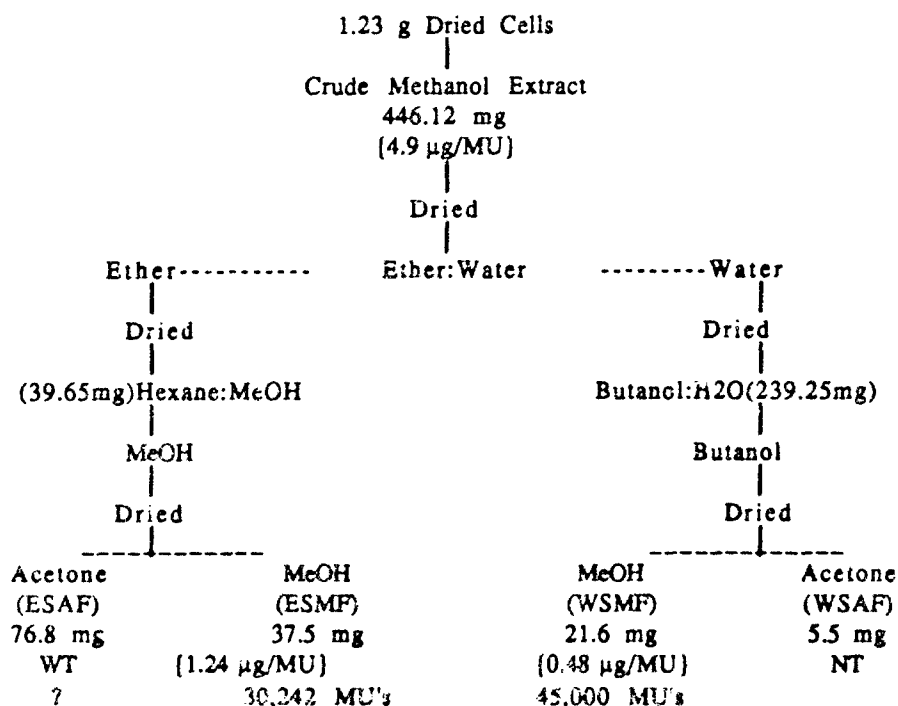 1.23 g Dried Cells
Crude Methanol Extract
446.12 mg
{4.9 µg/MU}
Dried
Ether---------- Ether:Water ---------Water
Dried Dried
(39.65mg)Hexane:MeOH Butanol:H2O(239.25mg)
MeOH Butanol
Dried Dried
Acetone MeOH MeOH Acetone
(ESAF) (ESMF) (WSMF) (WSAF)
76.8 mg 37.5 mg 21.6 mg 5.5 mg
WT {1.24 µg/MU} {0.48 µg/MU} NT
? 30,242 MU's 45,000 MU's